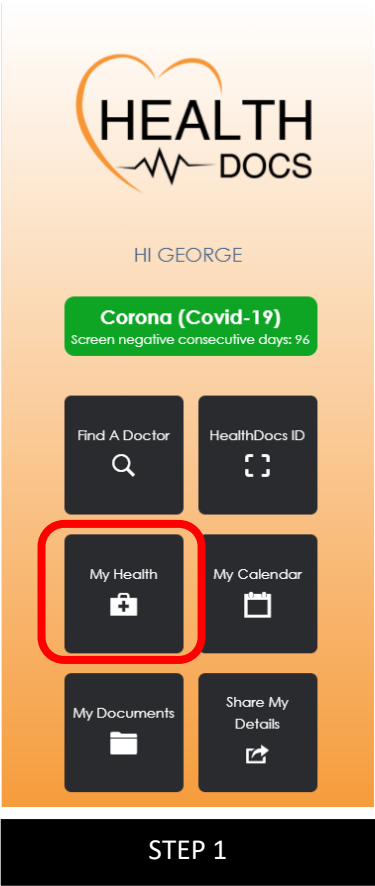 HEALTH
DOCS
HI GEORGE
Corona (Covid-19)
Screen negative consecutive days: 96
Find A Doctor
HealthDocs ID
My Health
My Calendar
My Documents
Share My
Details
STEP 1